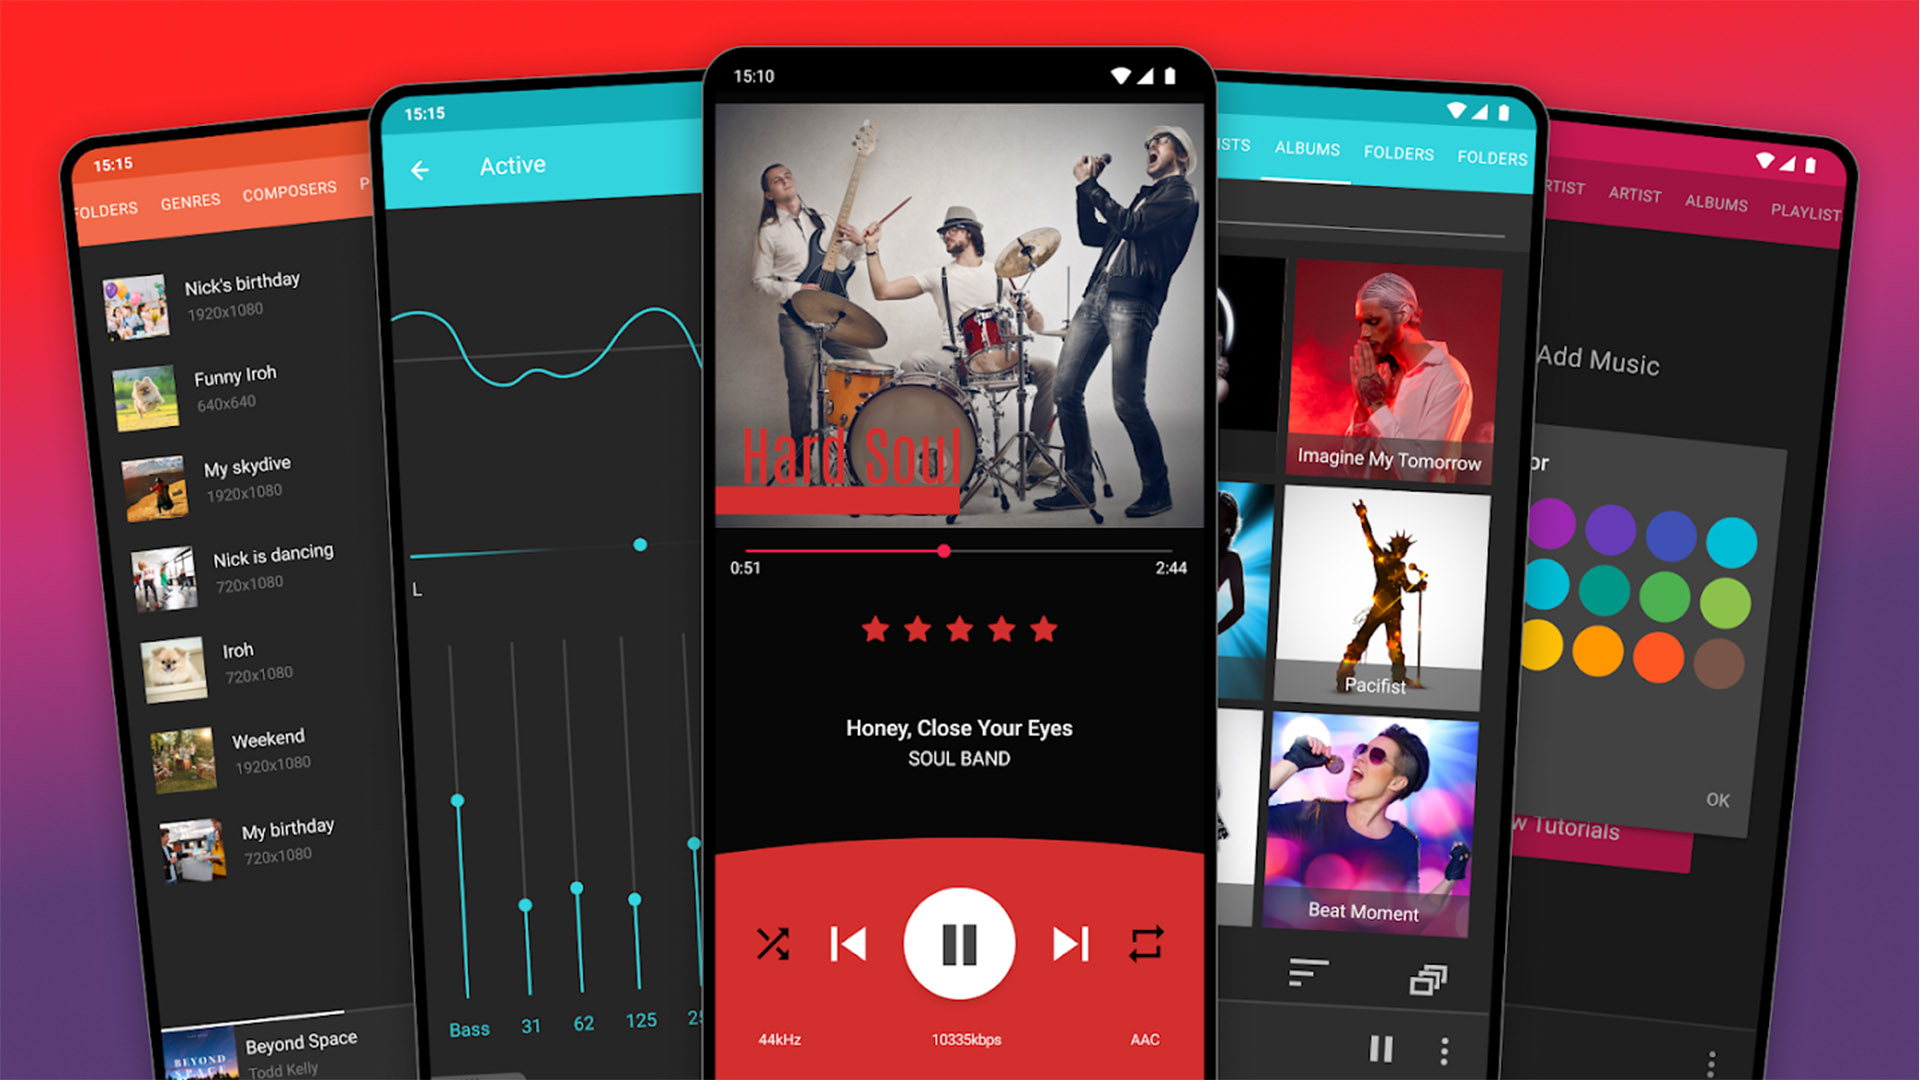 15:15
FOLDERS GENRES COMPOSERS P
Nick's birthday
1920x1080
Funny Iroh
640x640
My skydive
1920x1080
Nick is dancing
720x1080
Iroh
720x1080
Weekend
1920x1080
My birthday
720x1080
BEYOND
SPACE
Beyond Space
Todd Kelly
15:15
Active
L
Bass 31 62 125 25
15:10
Hard Soul
0:51 2:44
Honey, Close Your Eyes
SOUL BAND
44kHz 10335kbps AAC
ISTS ALBUMS FOLDERS FOLDERS
Imagine My Tomorrow
Pacifist
Beat Moment
RTIST ARTIST ALBUMS PLAYLIST
Add Music
or
OK
w Tutorials